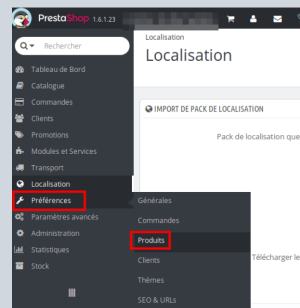 PrestaShop 1.6.1.23
Rechercher
Tableau de Bord
Catalogue
Commandes
Clients
Promotions
Modules et Services
Transport
Localisation
Préférences
Paramètres avancés
Administration
Statistiques
Stock
Localisation
Localisation
IMPORT DE PACK DE LOCALISATION
Pack de localisation que
Télécharger le
Générales
Commandes
Produits
Clients
Thèmes
SEO & URLs